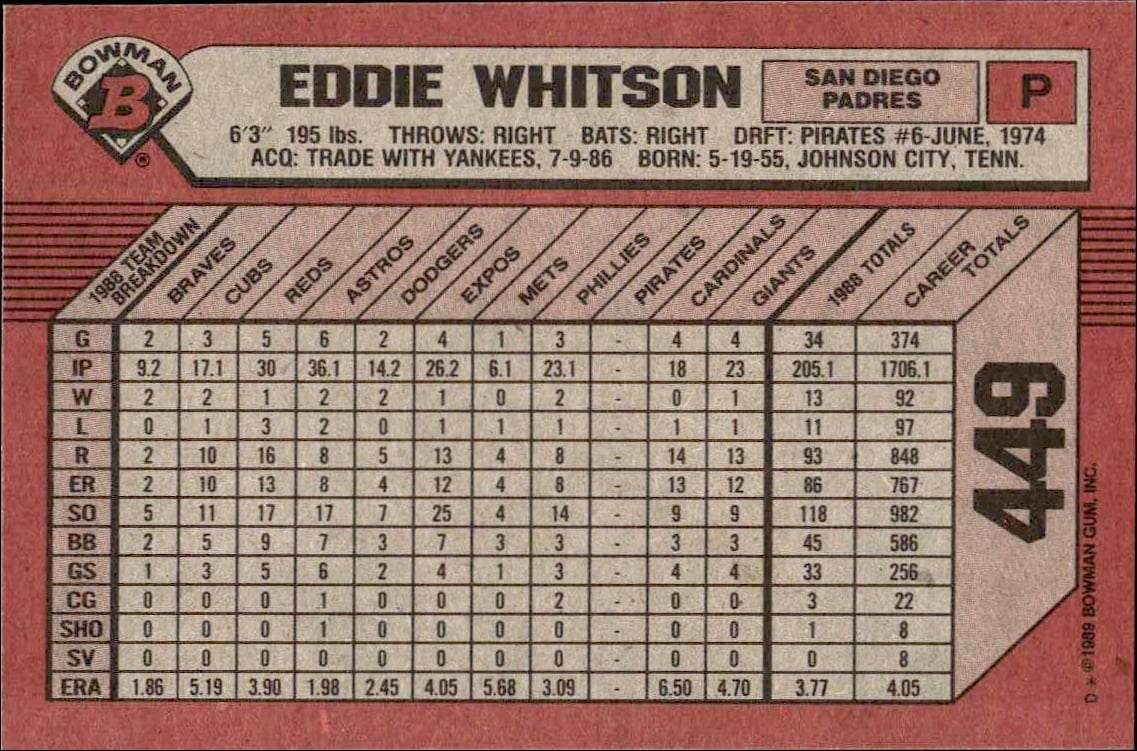 BOWMAN
B
®
EDDIE WHITSON
SAN DIEGO
PADRES
P
6'3" 195 lbs. THROWS: RIGHT BATS: RIGHT DRFT: PIRATES #6-JUNE, 1974
ACQ: TRADE WITH YANKEES, 7-9-86 BORN: 5-19-55, JOHNSON CITY, TENN.
1988 TEAM BREAKDOWN BRAVES CUBS REDS ASTROS DODGERS EXPOS METS PHILLIES PIRATES CARDINALS GIANTS 1988 TOTALS CAREER TOTALS
G 2 3 5 6 2 4 1 3 - 4 4 34 374
IP 9.2 17.1 30 36.1 14.2 26.2 6.1 23.1 - 18 23 205.1 1706.1
W 2 2 1 2 2 1 0 2 - 0 1 13 92
L 0 1 3 2 0 1 1 1 - 1 1 11 97
R 2 10 16 8 5 13 4 8 - 14 13 93 848
ER 2 10 13 8 4 12 4 8 - 13 12 86 767
SO 5 11 17 17 7 25 4 14 - 9 9 118 982
BB 2 5 9 7 3 7 3 3 - 3 3 45 586
GS 1 3 5 6 2 4 1 3 - 4 4 33 256
CG 0 0 0 1 0 0 0 2 - 0 0 3 22
SHO 0 0 0 1 0 0 0 0 - 0 0 1 8
SV 0 0 0 0 0 0 0 0 - 0 0 0 8
ERA 1.86 5.19 3.90 1.98 2.45 4.05 5.68 3.09 - 6.50 4.70 3.77 4.05
449
D * ©1989 BOWMAN GUM, INC.